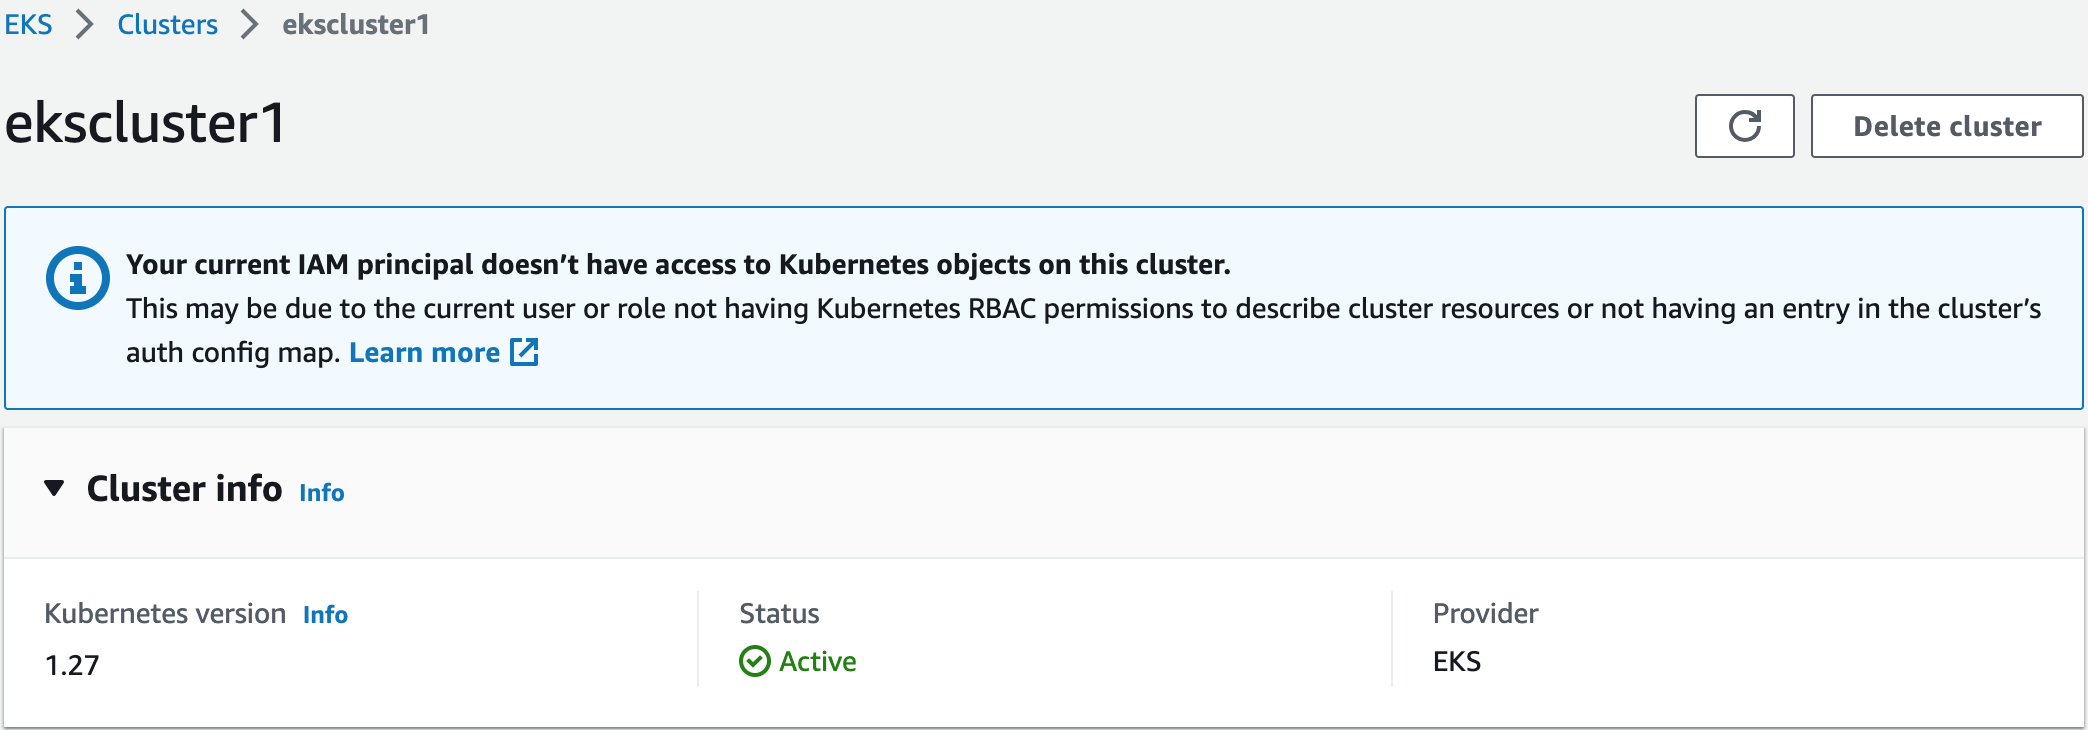 EKS > Clusters > ekscluster1
ekscluster1
Delete cluster
Your current IAM principal doesn’t have access to Kubernetes objects on this cluster.
This may be due to the current user or role not having Kubernetes RBAC permissions to describe cluster resources or not having an entry in the cluster’s
auth config map. Learn more
Cluster info Info
Kubernetes version Info
1.27
Status
Active
Provider
EKS